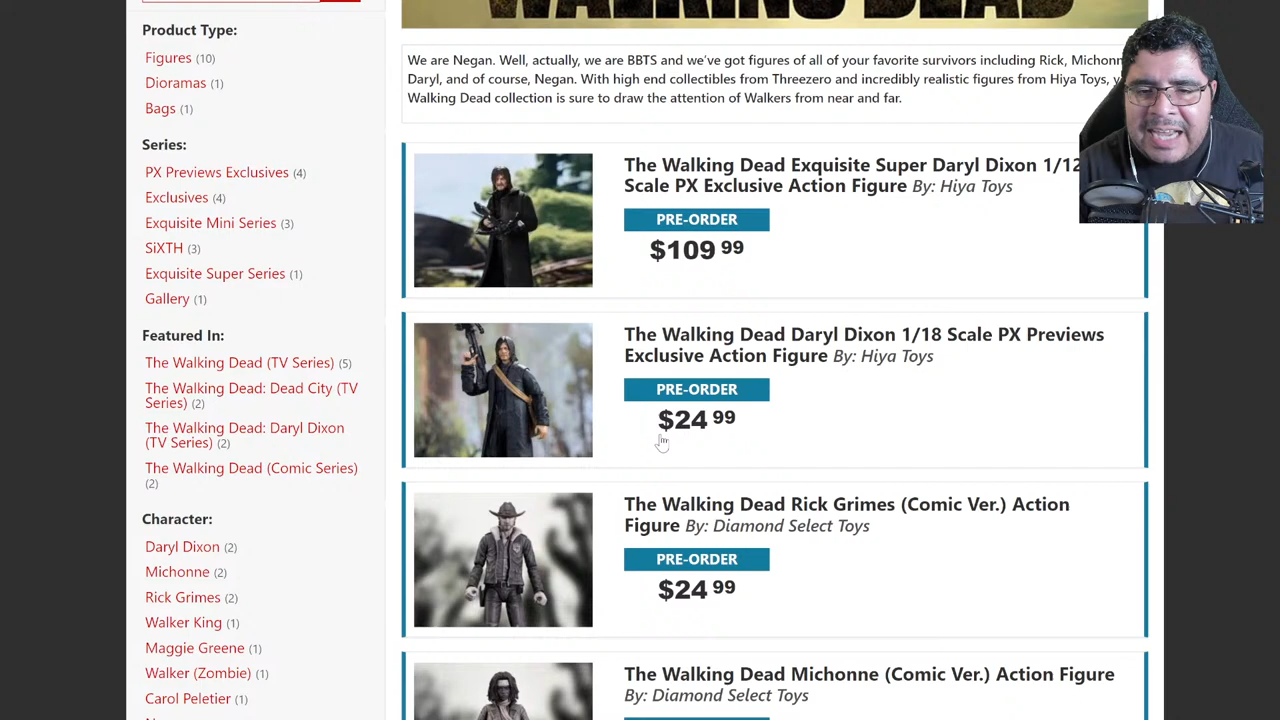 WALKING DEAD
Product Type:
Figures (10)
Dioramas (1)
Bags (1)
Series:
PX Previews Exclusives (4)
Exclusives (4)
Exquisite Mini Series (3)
SiXTH (3)
Exquisite Super Series (1)
Gallery (1)
Featured In:
The Walking Dead (TV Series) (5)
The Walking Dead: Dead City (TV
Series) (2)
The Walking Dead: Daryl Dixon
(TV Series) (2)
The Walking Dead (Comic Series)
(2)
Character:
Daryl Dixon (2)
Michonne (2)
Rick Grimes (2)
Walker King (1)
Maggie Greene (1)
Walker (Zombie) (1)
Carol Peletier (1)
We are Negan. Well, actually, we are BBTS and we've got figures of all of your favorite survivors including Rick,
Daryl, and of course, Negan. With high end collectibles from Threezero and incredibly realistic figures from Hiya Toys,
Walking Dead collection is sure to draw the attention of Walkers from near and far.
The Walking Dead Exquisite Super Daryl Dixon 1/12
Scale PX Exclusive Action Figure By: Hiya Toys
PRE-ORDER
$109 99
The Walking Dead Daryl Dixon 1/18 Scale PX Previews
Exclusive Action Figure By: Hiya Toys
PRE-ORDER
$24 99
The Walking Dead Rick Grimes (Comic Ver.) Action
Figure By: Diamond Select Toys
PRE-ORDER
$24 99
The Walking Dead Michonne (Comic Ver.) Action Figure
By: Diamond Select Toys